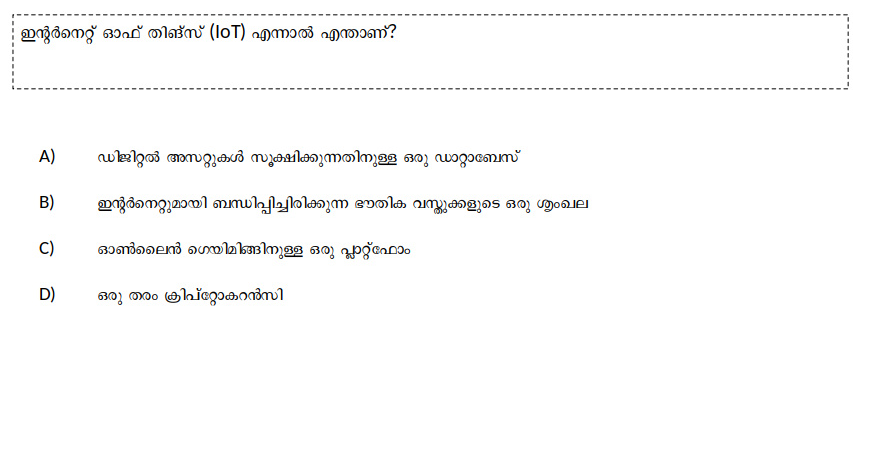 ഇന്റർനെറ്റ് ഓഫ് തിങ്സ് (IoT) എന്നാൽ എന്താണ്?
A) ഡിജിറ്റൽ അസറ്റുകൾ സൂക്ഷിക്കുന്നതിനുള്ള ഒരു ഡാറ്റാബേസ്
B) ഇന്റർനെറ്റുമായി ബന്ധിപ്പിച്ചിരിക്കുന്ന ഭൗതിക വസ്തുക്കളുടെ ഒരു ശൃംഖല
C) ഓൺലൈൻ ഗെയിമിങ്ങിനുള്ള ഒരു പ്ലാറ്റ്ഫോം
D) ഒരു തരം ക്രിപ്റ്റോകറൻസി